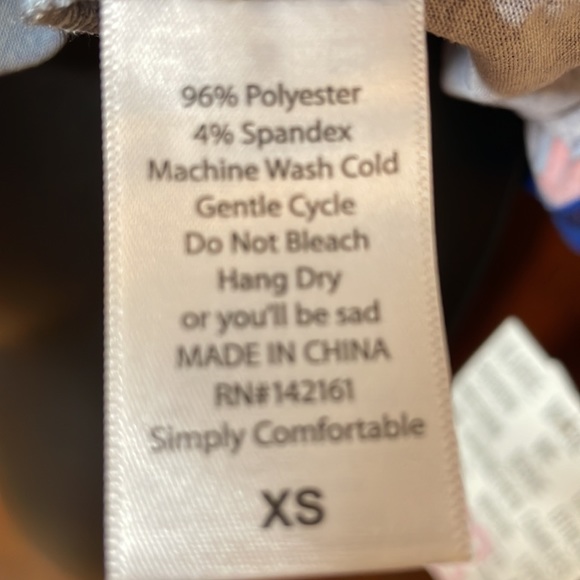 96% Polyester
4% Spandex
Machine Wash Cold
Gentle Cycle
Do Not Bleach
Hang Dry
or you'll be sad
MADE IN CHINA
RN#142161
Simply Comfortable
XS